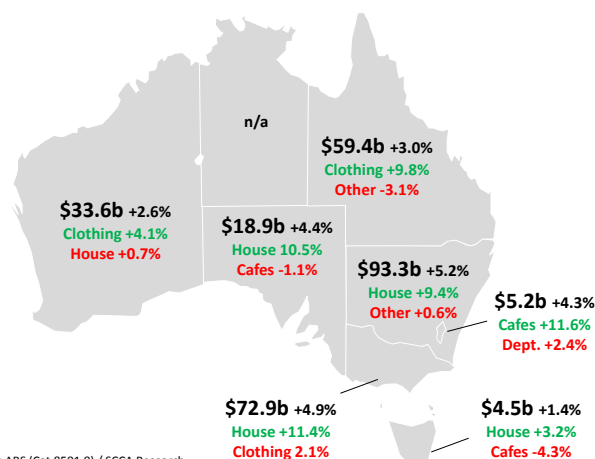 n/a
$59.4b +3.0%
Clothing +9.8%
Other -3.1%
$33.6b +2.6%
Clothing +4.1%
House +0.7%
$18.9b +4.4%
House 10.5%
Cafes -1.1%
$93.3b +5.2%
House +9.4%
Other +0.6%
$5.2b +4.3%
Cafes +11.6%
Dept. +2.4%
$72.9b +4.9%
House +11.4%
Clothing 2.1%
$4.5b +1.4%
House +3.2%
Cafes -4.3%